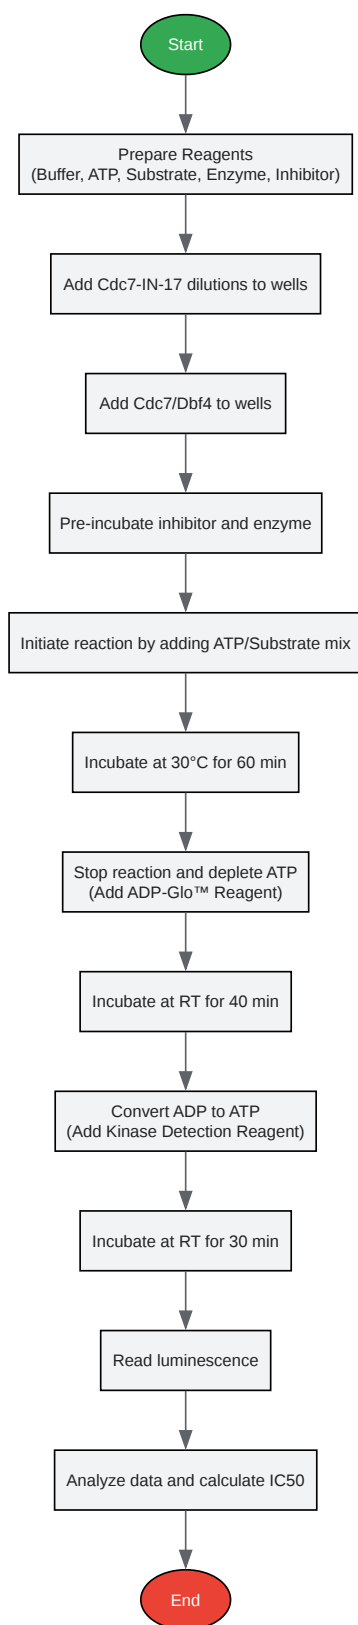 Start
Prepare Reagents
(Buffer, ATP, Substrate, Enzyme, Inhibitor)
Add Cdc7-IN-17 dilutions to wells
Add Cdc7/Dbf4 to wells
Pre-incubate inhibitor and enzyme
Initiate reaction by adding ATP/Substrate mix
Incubate at 30°C for 60 min
Stop reaction and deplete ATP
(Add ADP-Glo™ Reagent)
Incubate at RT for 40 min
Convert ADP to ATP
(Add Kinase Detection Reagent)
Incubate at RT for 30 min
Read luminescence
Analyze data and calculate IC50
End